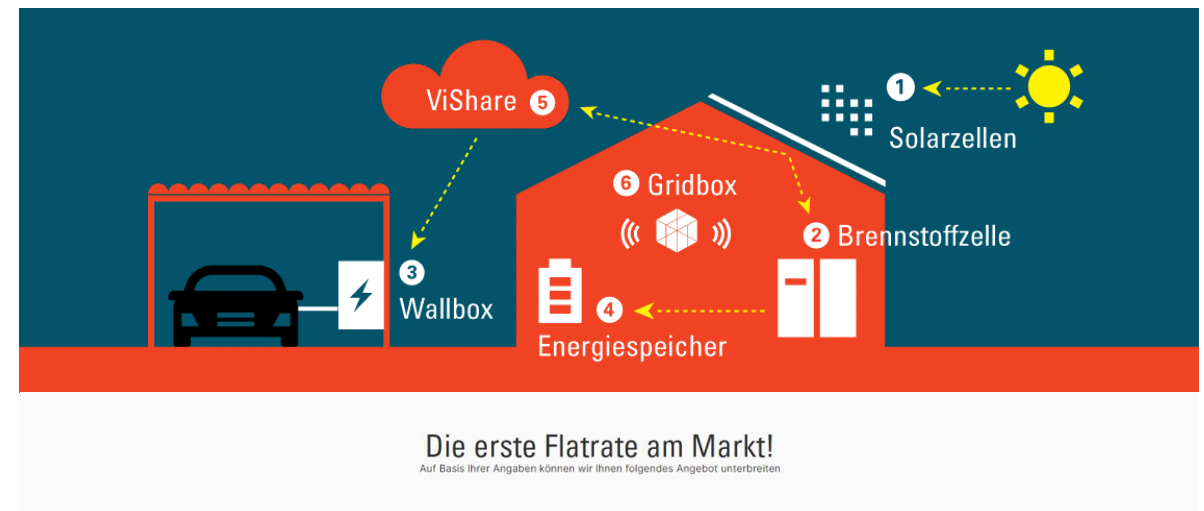 ViShare 5
1
Solarzellen
6 Gridbox
2 Brennstoffzelle
3
Wallbox
4
Energiespeicher
Die erste Flatrate am Markt!
Auf Basis Ihrer Angaben können wir Ihnen folgendes Angebot unterbreiten